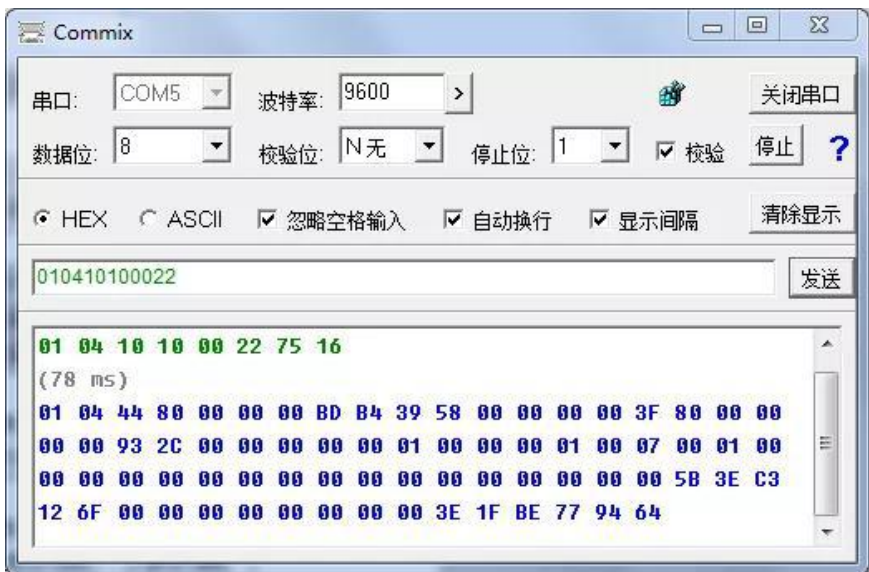 Commix
串口: COM5 波特率: 9600 > 关闭串口
数据位: 8 校验位: N无 停止位: 1 校验 停止 ?
HEX ASCII 忽略空格输入 自动换行 显示间隔 清除显示
010410100022 发送
01 04 10 10 00 22 75 16
(78 ms)
01 04 44 80 00 00 00 BD B4 39 58 00 00 00 00 3F 80 00 00
00 00 93 2C 00 00 00 00 00 01 00 00 00 01 00 07 00 01 00
00 00 00 00 00 00 00 00 00 00 00 00 00 00 00 00 5B 3E C3
12 6F 00 00 00 00 00 00 00 00 3E 1F BE 77 94 64